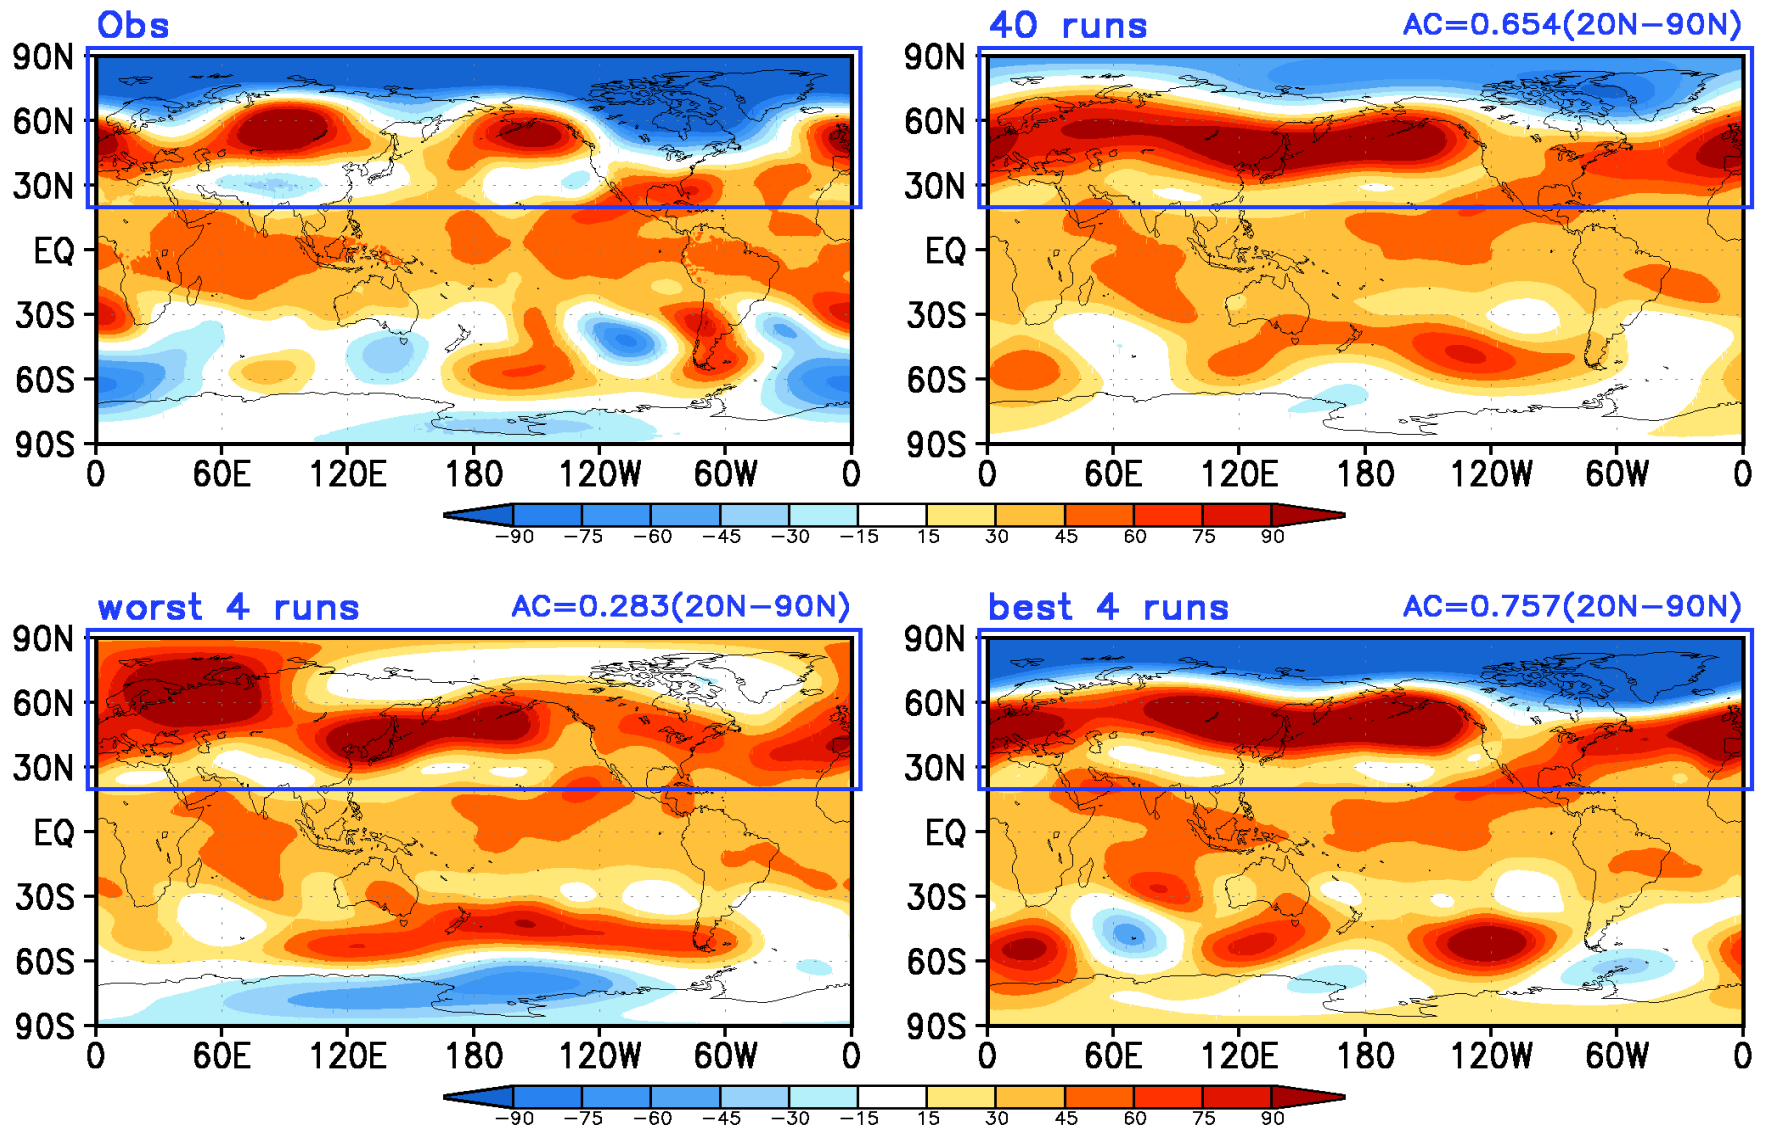 Obs
40 runs AC=0.654(20N−90N)
90N 90N
60N 60N
30N 30N
EQ EQ
30S 30S
60S 60S
90S 90S
0 60E 120E 180 120W 60W 0 0 60E 120E 180 120W 60W 0
−90 −75 −60 −45 −30 −15 15 30 45 60 75 90
worst 4 runs AC=0.283(20N−90N)
best 4 runs AC=0.757(20N−90N)
90N 90N
60N 60N
30N 30N
EQ EQ
30S 30S
60S 60S
90S 90S
0 60E 120E 180 120W 60W 0 0 60E 120E 180 120W 60W 0
−90 −75 −60 −45 −30 −15 15 30 45 60 75 90